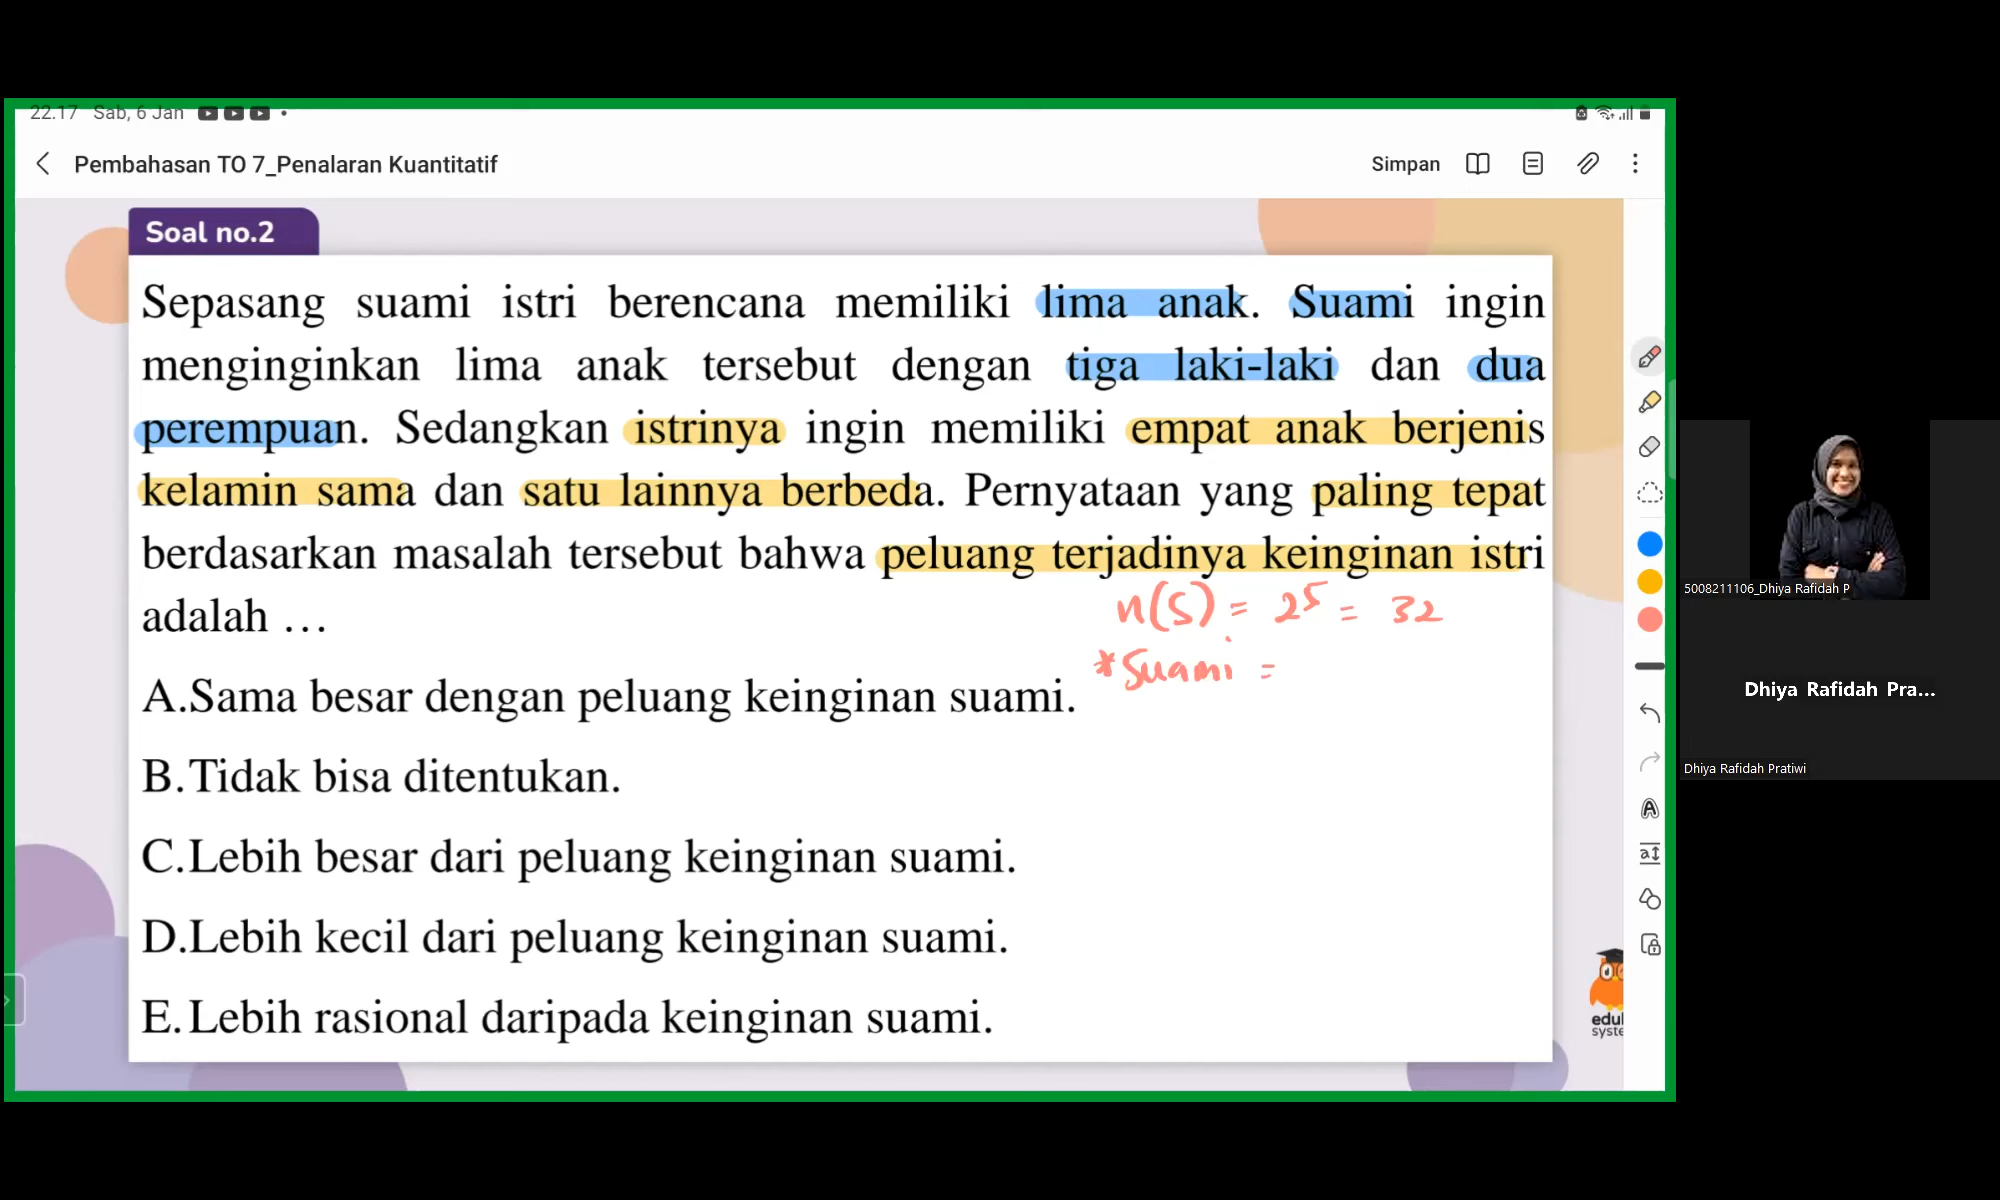 22.17 Sab, 6 Jan
Pembahasan TO 7_Penalaran Kuantitatif
Simpan
Soal no.2
Sepasang suami istri berencana memiliki lima anak. Suami ingin
menginginkan lima anak tersebut dengan tiga laki-laki dan dua
perempuan. Sedangkan istrinya ingin memiliki empat anak berjenis
kelamin sama dan satu lainnya berbeda. Pernyataan yang paling tepat
berdasarkan masalah tersebut bahwa peluang terjadinya keinginan istri
adalah ...
n(S) = 2⁵ = 32
*Suami =
A.Sama besar dengan peluang keinginan suami.
B.Tidak bisa ditentukan.
C.Lebih besar dari peluang keinginan suami.
D.Lebih kecil dari peluang keinginan suami.
E.Lebih rasional daripada keinginan suami.
5008211106_Dhiya Rafidah P
Dhiya Rafidah Pra...
Dhiya Rafidah Pratiwi